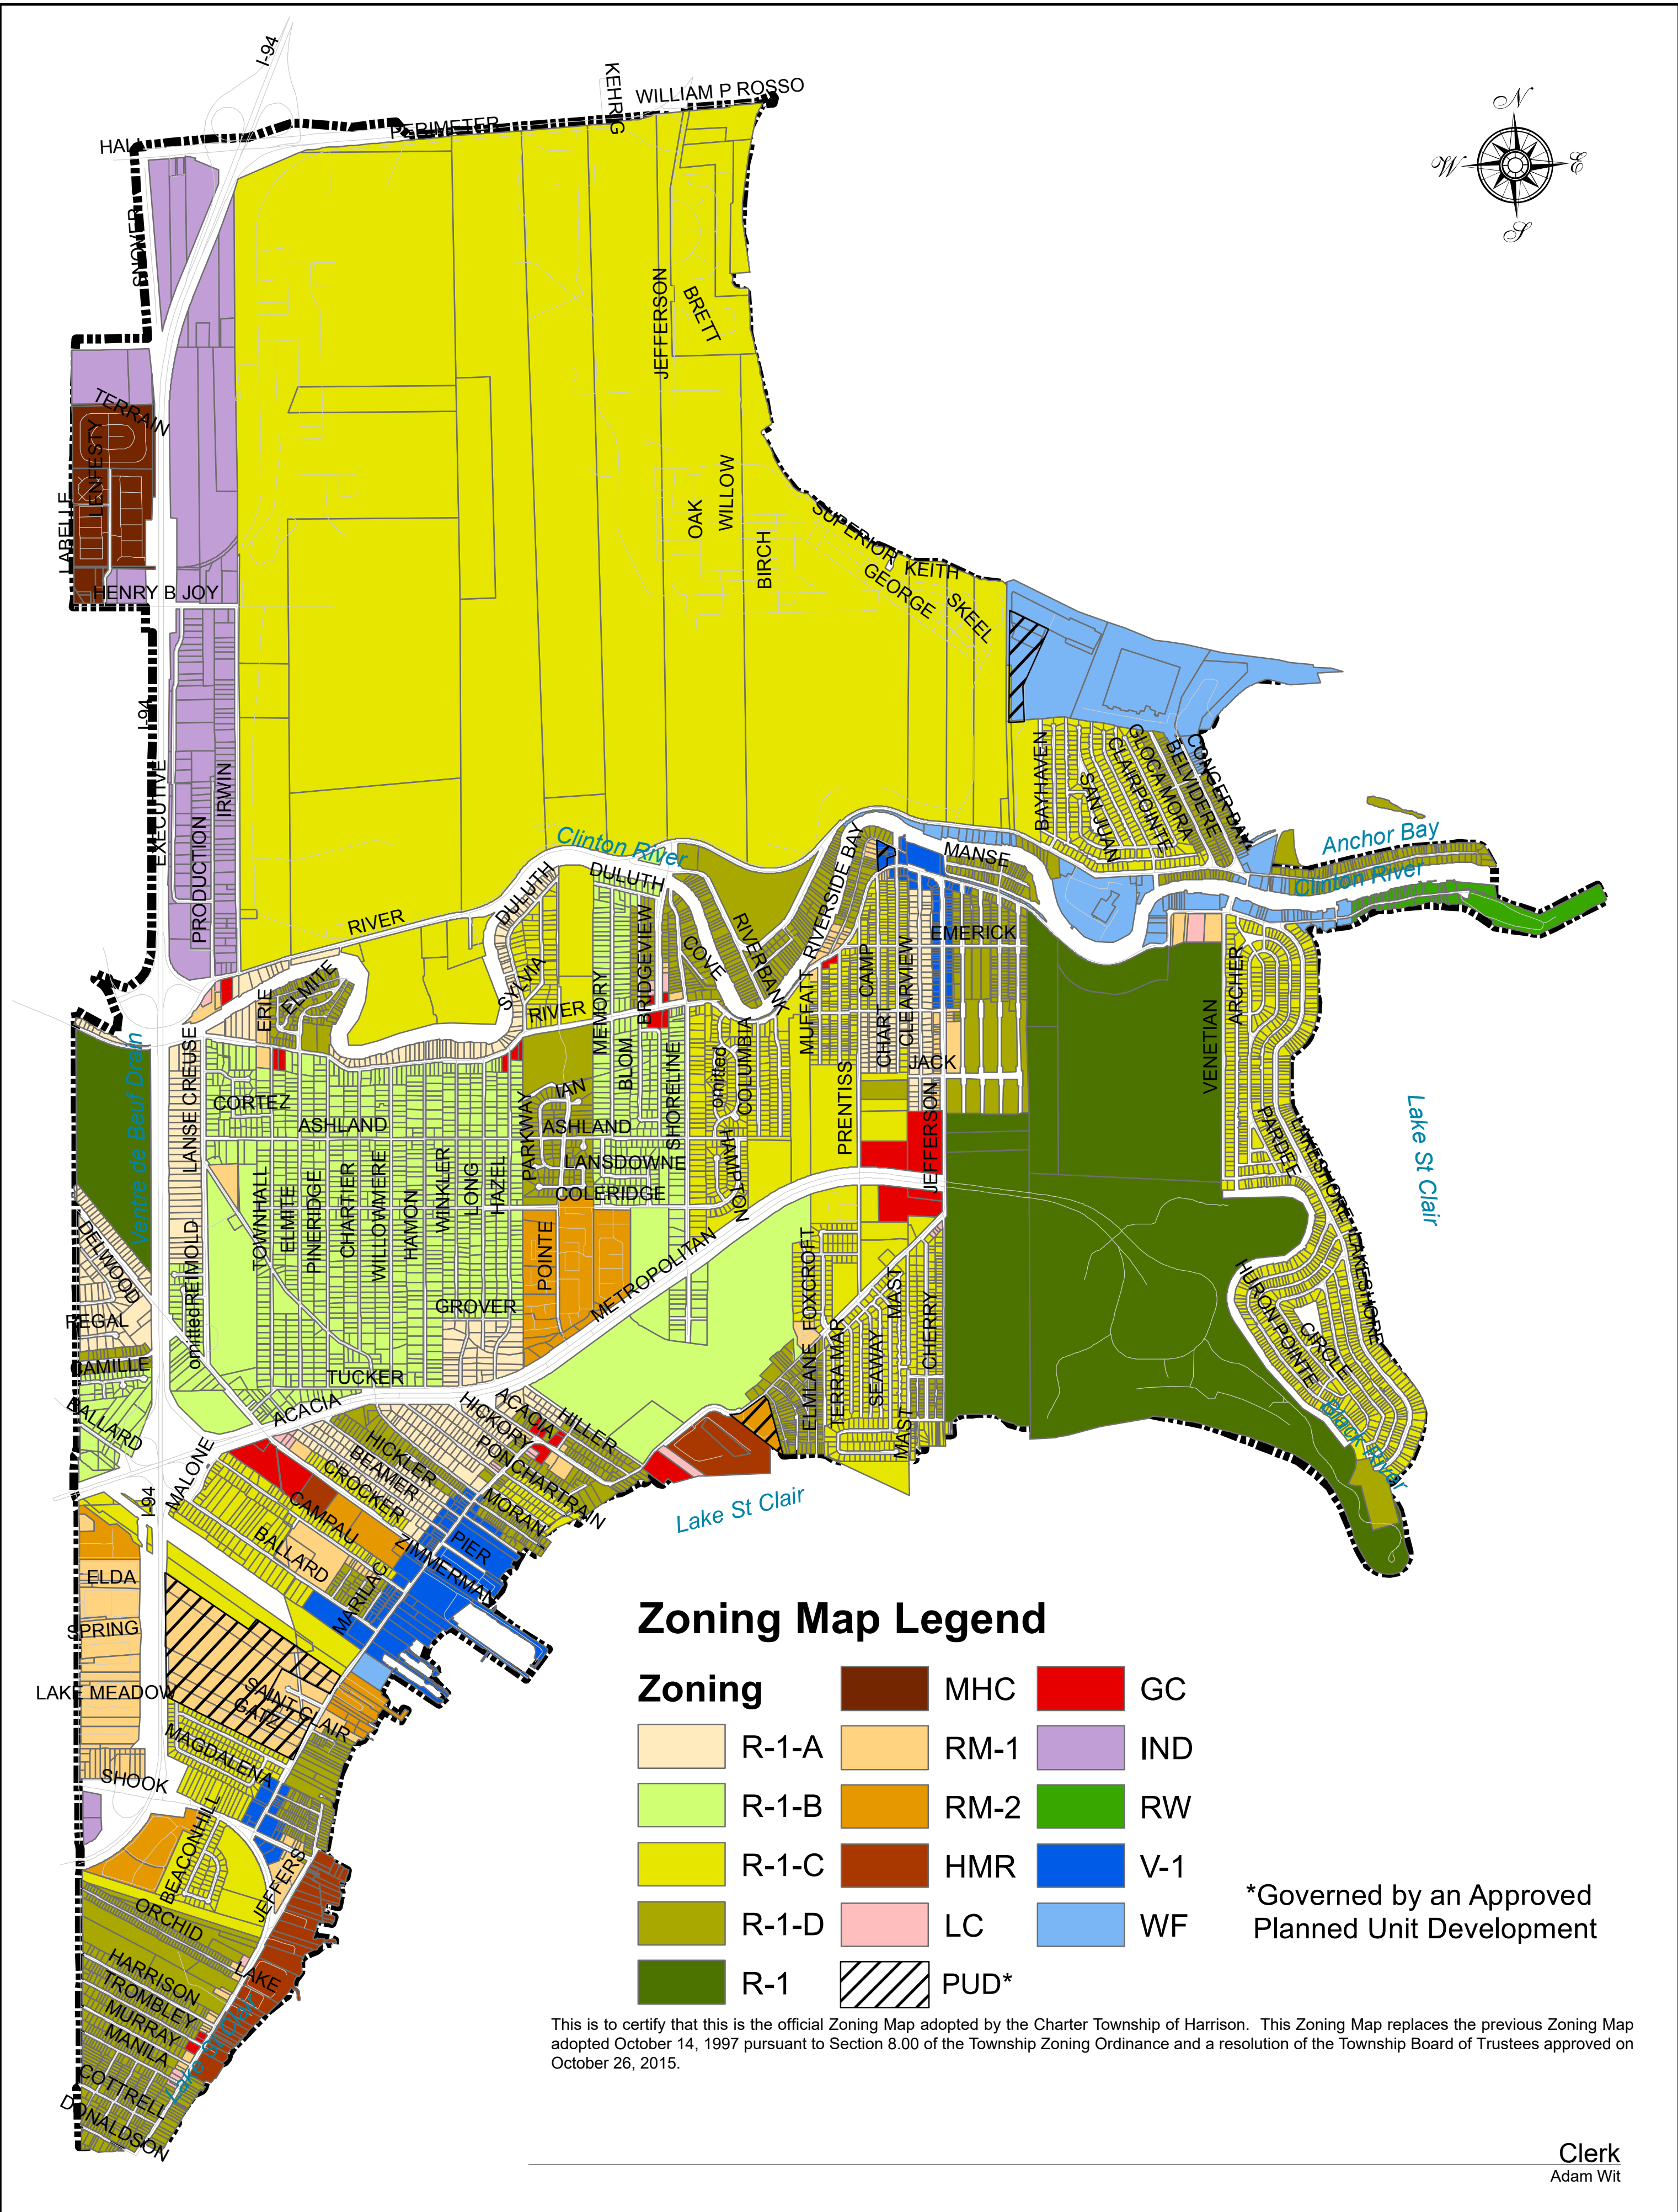 I-94
KEHRIG
WILLIAM P ROSSO
PERIMETER
HALL
N
W
E
S
SNOVER
JEFFERSON
BRETT
TERRAIN
LENFESTY
LABELLE
OAK
WILLOW
BIRCH
SUPERIOR
KEITH
GEORGE
SKEEL
HENRY B JOY
I-94
EXECUTIVE
IRWIN
PRODUCTION
BAYHAVEN
SAN JUAN
CLAIRPOINTE
GLOCA MORA
BELVIDERE
CONGER BAY
Anchor Bay
Clinton River
Clinton River
MANSE
DULUTH
DULUTH
RIVER
RIVERSIDE BAY
RIVERBANK
COVE
BRIDGEVIEW
MEMORY
SYLVIA
RIVER
ELMITE
ERIE
EMERICK
CAMP
CLEARVIEW
CHART
MUFFATT
ARCHER
VENETIAN
LANSE CREUSE
Ventre de Beuf Drain
CORTEZ
ASHLAND
PARKWAY
IAN
ASHLAND
BLOM
SHORELINE
omitted
COLUMBIA
HAMPTON
PRENTISS
JACK
JEFFERSON
LANSDOWNE
COLERIDGE
PARDEE
LAKESHORE
LAKESHORE
Lake St Clair
DELWOOD
REGAL
CAMILLE
BALLARD
REIMOLD
omitted
TOWNHALL
ELMITE
PINERIDGE
CHARTIER
WILLOWMERE
HAMON
WINKLER
LONG
HAZEL
POINTE
METROPOLITAN
GROVER
TUCKER
ACACIA
FOXCROFT
MAST
CHERRY
TERRA MAR
ELMLANE
SEAWAY
MAST
HURON POINTE
CIRCLE
Black River
MALONE
I-94
HICKORY
ACACIA
HILLER
PONCHARTRAIN
MORAN
HICKLER
BEAMER
CROCKER
CAMPAU
BALLARD
MARILAC
ZIMMERMAN
PIER
Lake St Clair
ELDA
SPRING
LAKE MEADOW
SAINT CLAIR
GATZ
MAGDALENA
SHOOK
BEACONHILL
JEFFERS
ORCHID
HARRISON
TROMBLEY
MURRAY
MANILA
COTTRELL
DONALDSON
LAKE
Lake St Clair
Zoning Map Legend
Zoning
R-1-A
R-1-B
R-1-C
R-1-D
R-1
MHC
RM-1
RM-2
HMR
LC
PUD*
GC
IND
RW
V-1
WF
*Governed by an Approved
Planned Unit Development
This is to certify that this is the official Zoning Map adopted by the Charter Township of Harrison. This Zoning Map replaces the previous Zoning Map
adopted October 14, 1997 pursuant to Section 8.00 of the Township Zoning Ordinance and a resolution of the Township Board of Trustees approved on
October 26, 2015.
Clerk
Adam Wit